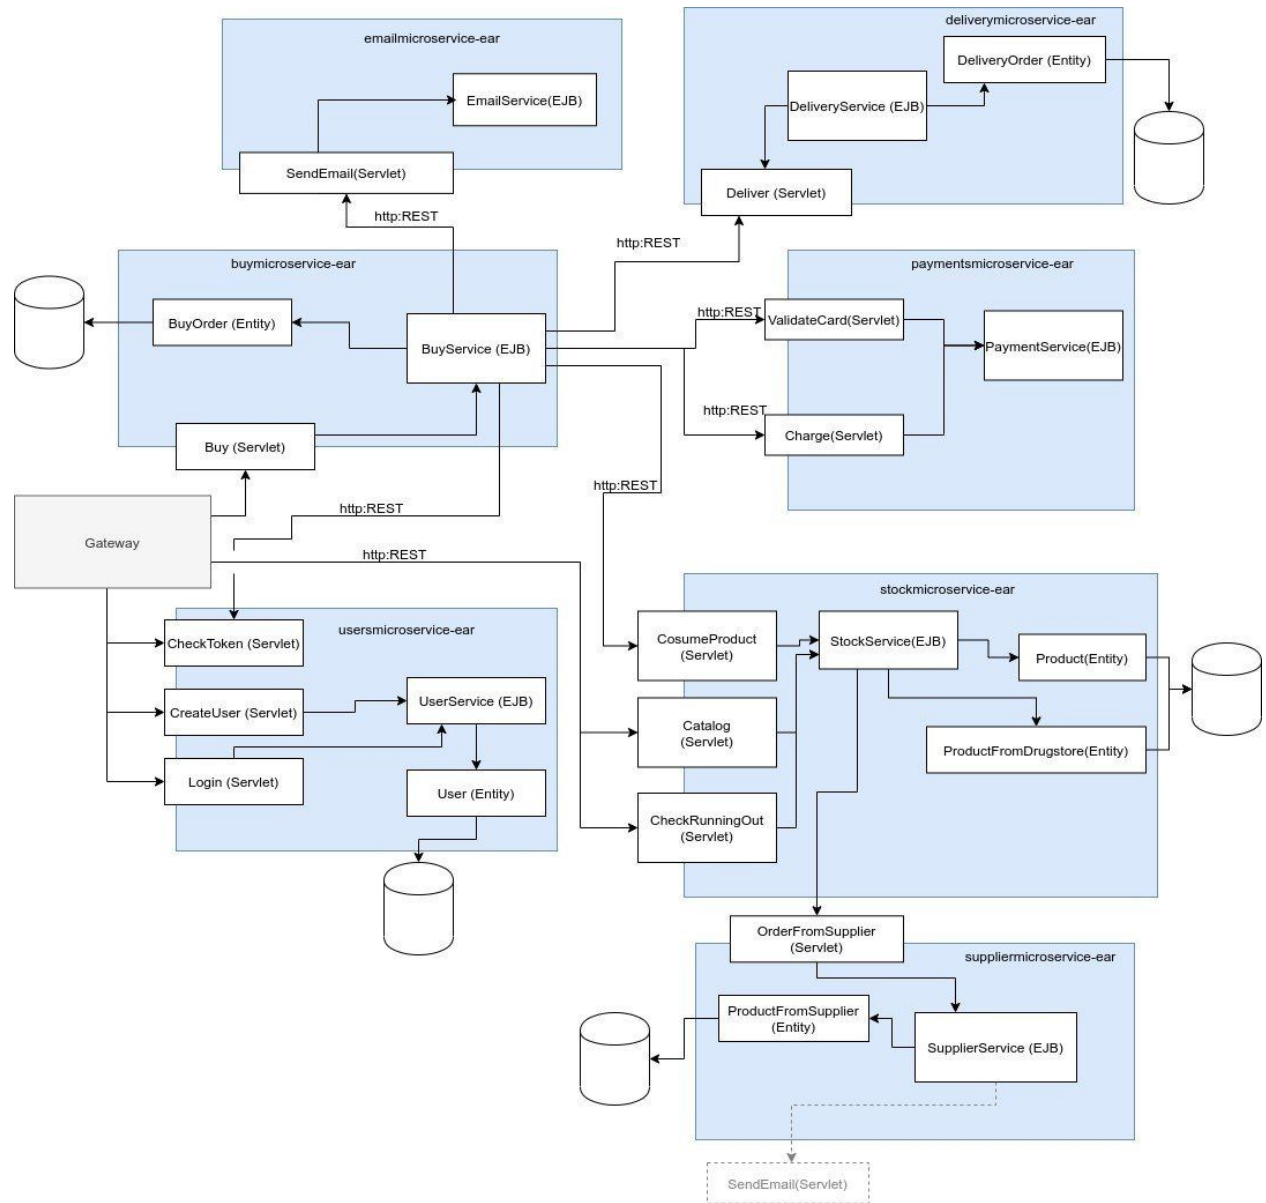 emailmicroservice-ear
EmailService(EJB)
SendEmail(Servlet)
http:REST
deliverymicroservice-ear
DeliveryOrder (Entity)
DeliveryService (EJB)
Deliver (Servlet)
http:REST
buymicroservice-ear
BuyOrder (Entity)
BuyService (EJB)
Buy (Servlet)
paymentsmicroservice-ear
http:REST
ValidateCard(Servlet)
PaymentService(EJB)
http:REST
Charge(Servlet)
Gateway
http:REST
http:REST
http:REST
usersmicroservice-ear
CheckToken (Servlet)
CreateUser (Servlet)
UserService (EJB)
Login (Servlet)
User (Entity)
stockmicroservice-ear
CosumeProduct
(Servlet)
StockService(EJB)
Product(Entity)
Catalog
(Servlet)
ProductFromDrugstore(Entity)
CheckRunningOut
(Servlet)
OrderFromSupplier
(Servlet)
suppliermicroservice-ear
ProductFromSupplier
(Entity)
SupplierService (EJB)
SendEmail(Servlet)